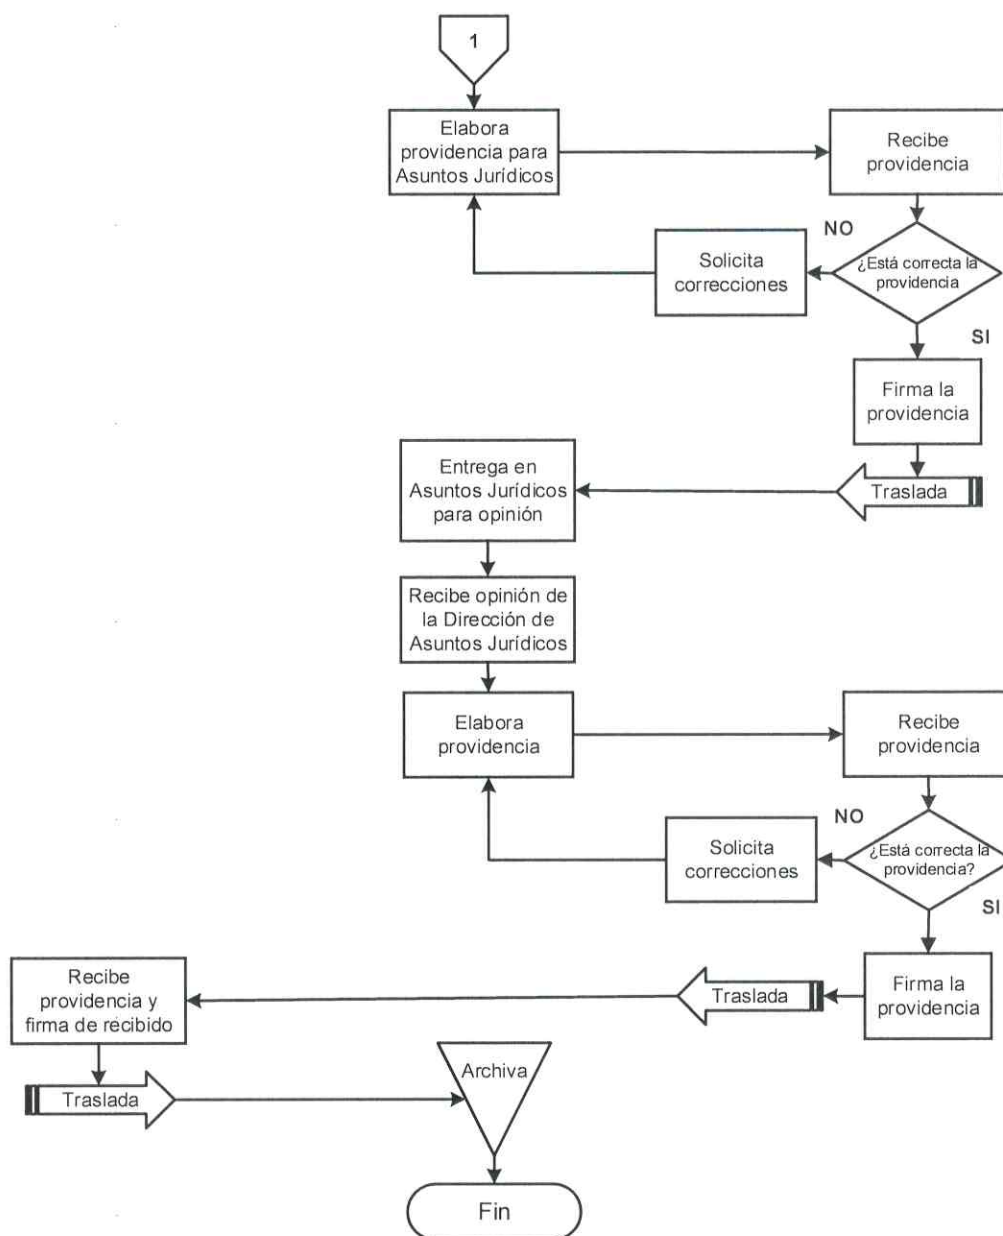 1
Elabora
providencia para
Asuntos Jurídicos
Recibe
providencia
NO
¿Está correcta la
providencia
Solicita
correcciones
SI
Firma la
providencia
Traslada
Entrega en
Asuntos Jurídicos
para opinión
Recibe opinión de
la Dirección de
Asuntos Jurídicos
Elabora
providencia
Recibe
providencia
NO
¿Está correcta la
providencia?
Solicita
correcciones
SI
Firma la
providencia
Traslada
Recibe
providencia y
firma de recibido
Traslada
Archiva
Fin